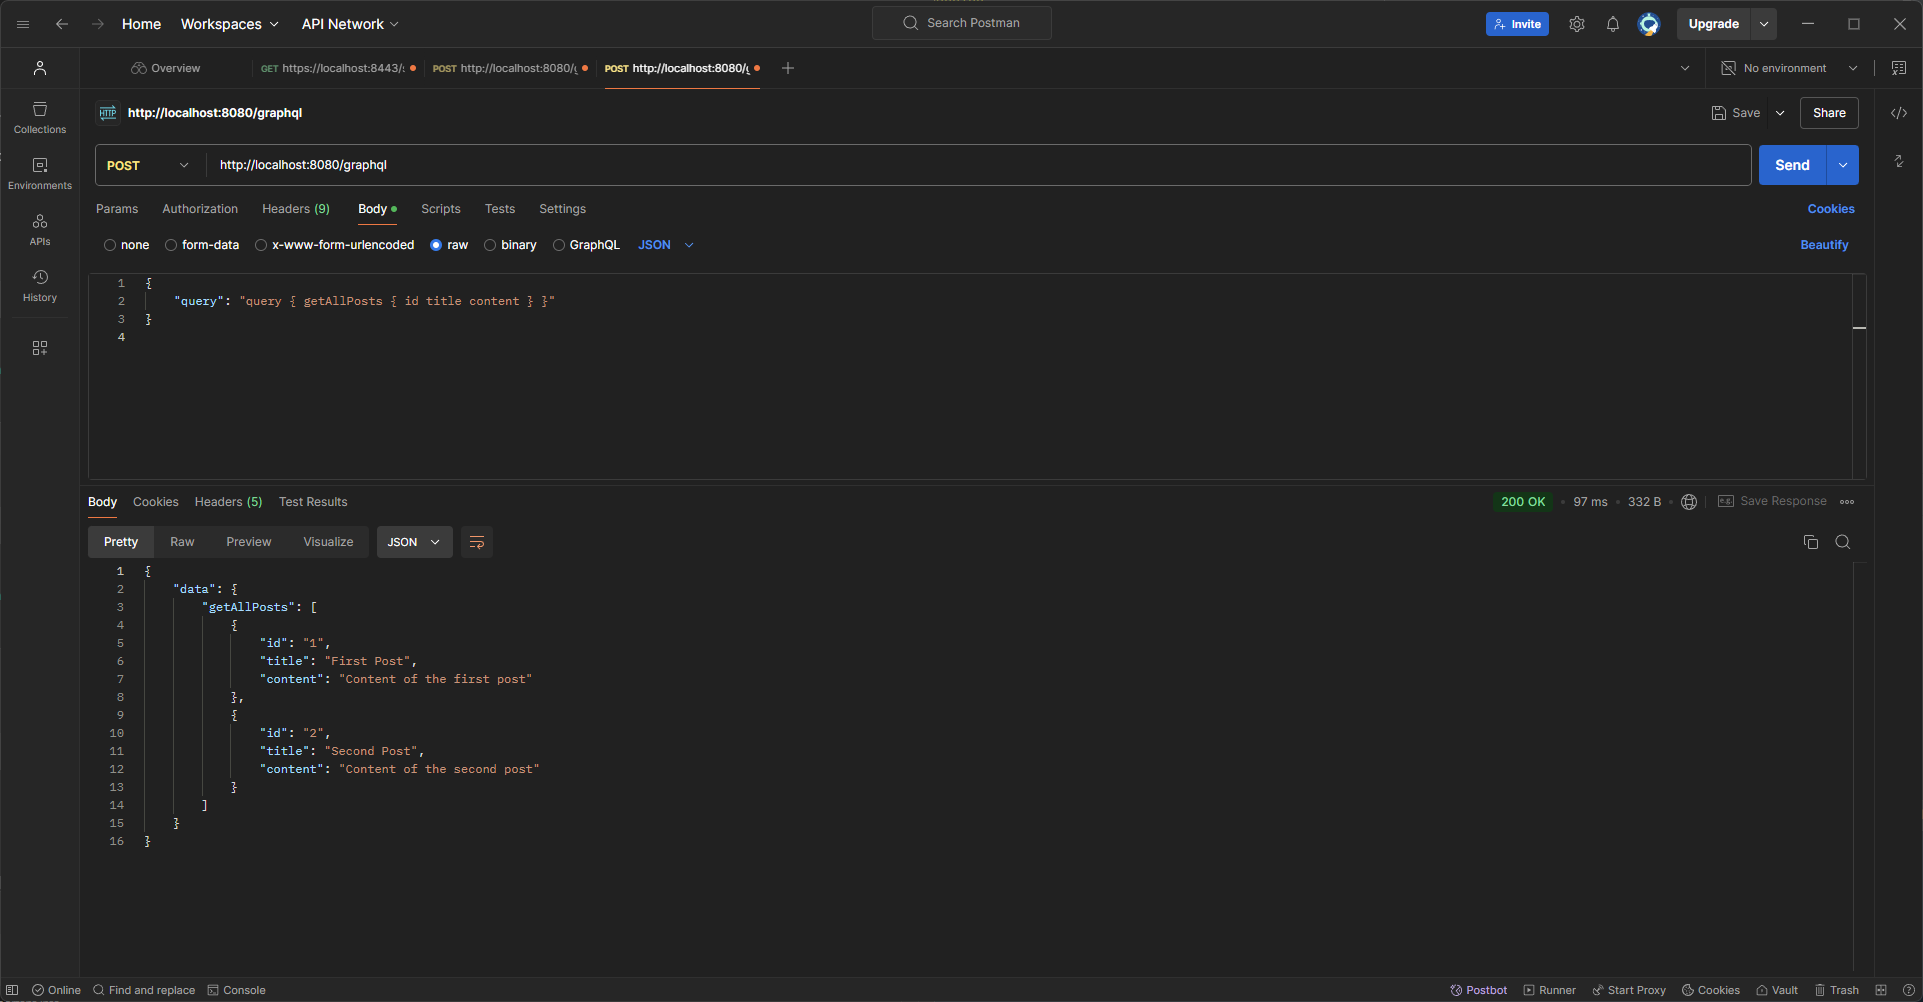 Home Workspaces API Network Search Postman Invite Upgrade
Overview GET https://localhost:8443/ POST http://localhost:8080/ POST http://localhost:8080/ No environment
HTTP http://localhost:8080/graphql Save Share
POST http://localhost:8080/graphql Send
Params Authorization Headers (9) Body Scripts Tests Settings Cookies
none form-data x-www-form-urlencoded raw binary GraphQL JSON Beautify
Collections
Environments
APIs
History
1 {
2 "query": "query { getAllPosts { id title content } }"
3 }
4
Body Cookies Headers (5) Test Results 200 OK • 97 ms • 332 B • e.g. Save Response
Pretty Raw Preview Visualize JSON
1 {
2 "data": {
3 "getAllPosts": [
4 {
5 "id": "1",
6 "title": "First Post",
7 "content": "Content of the first post"
8 },
9 {
10 "id": "2",
11 "title": "Second Post",
12 "content": "Content of the second post"
13 }
14 ]
15 }
16 }
Online Find and replace Console Postbot Runner Start Proxy Cookies Vault Trash